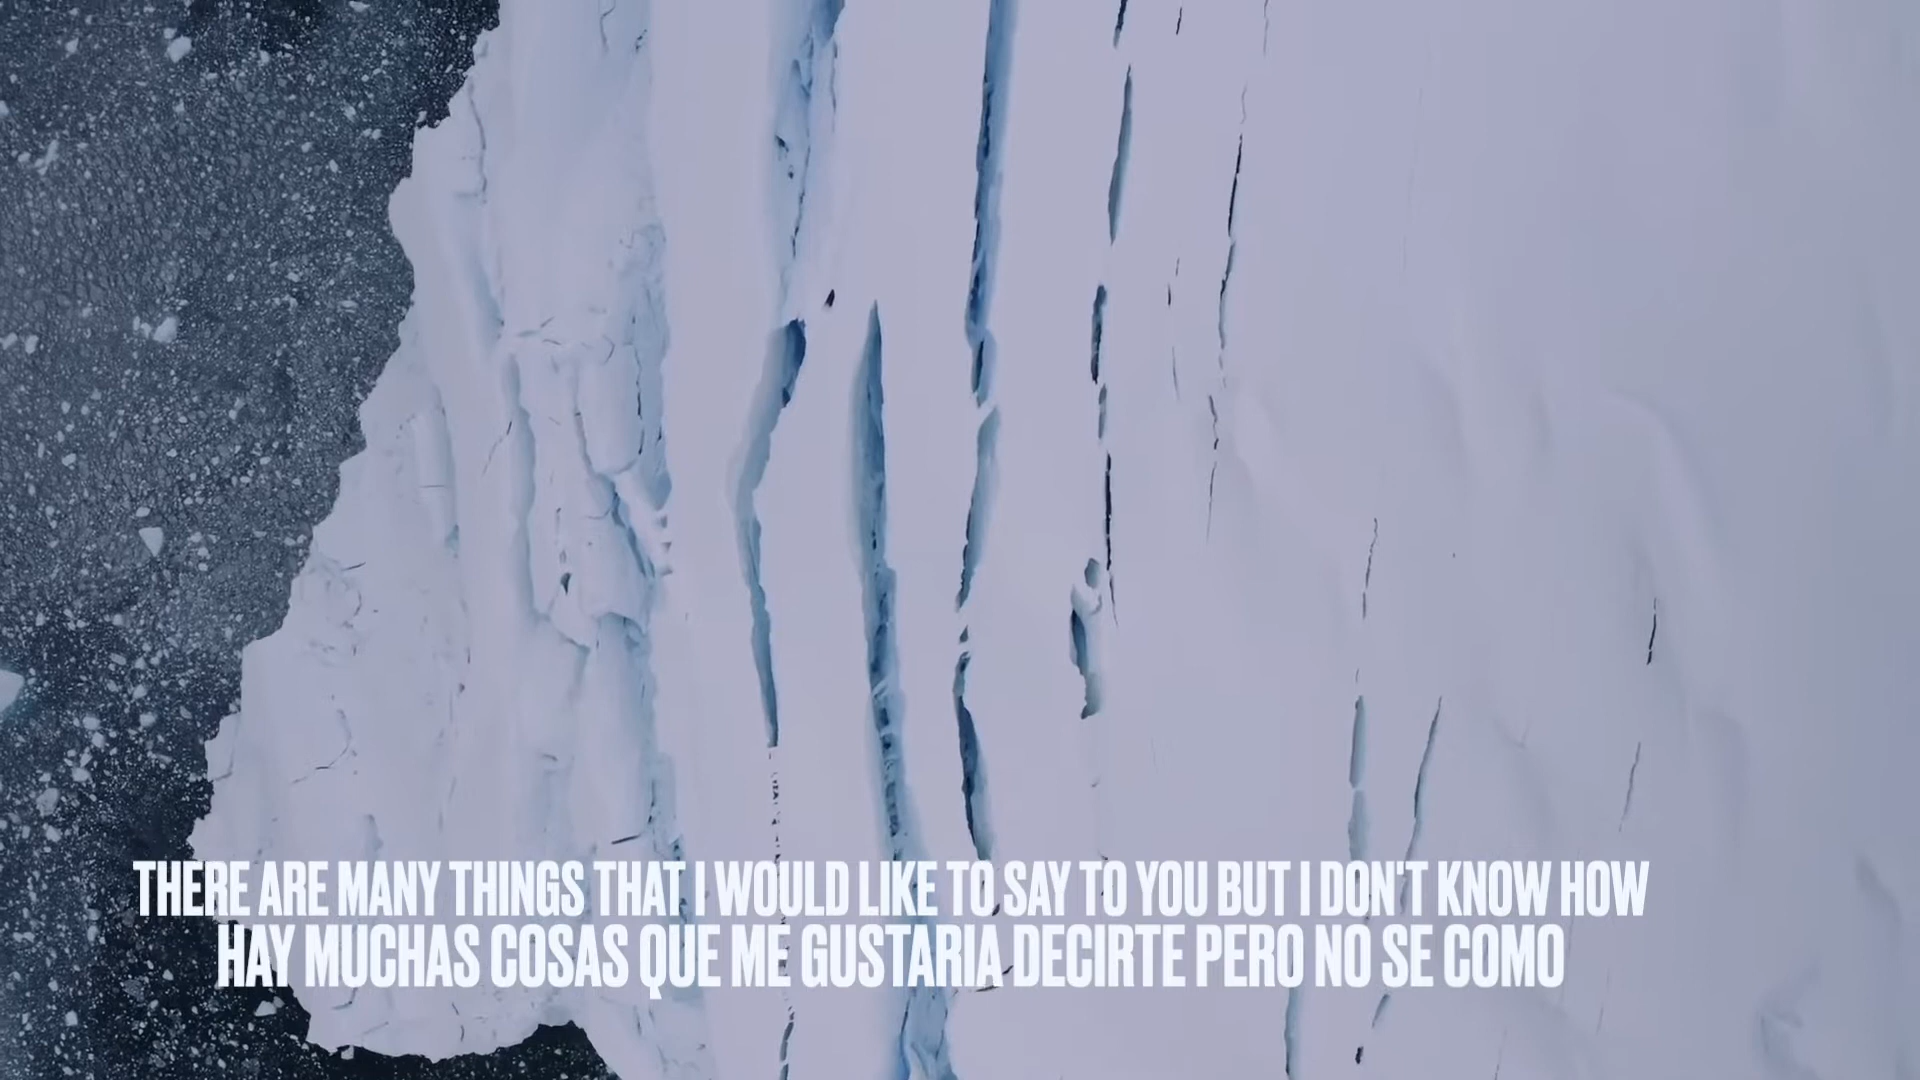 THERE ARE MANY THINGS THAT I WOULD LIKE TO SAY TO YOU BUT I DON'T KNOW HOW
HAY MUCHAS COSAS QUE ME GUSTARIA DECIRTE PERO NO SE COMO